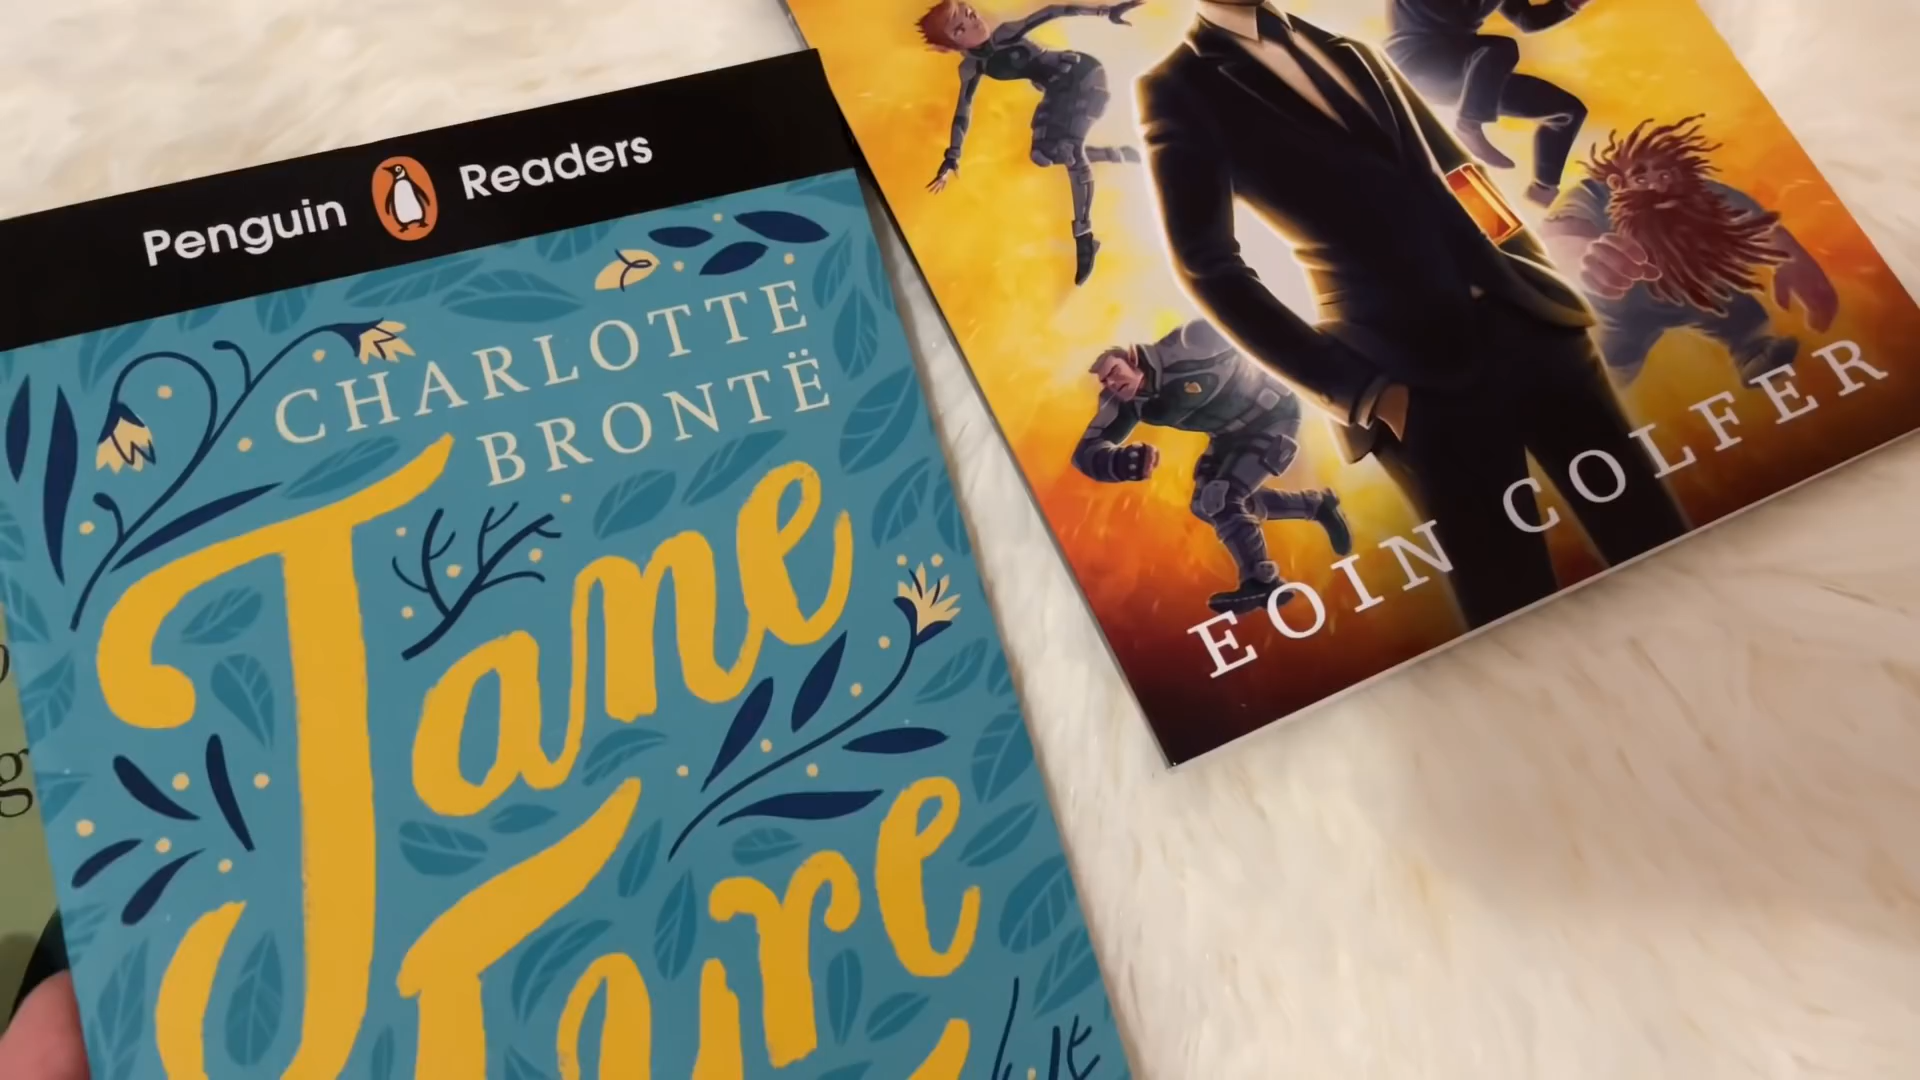 Penguin Readers
CHARLOTTE
BRONTË
Jane
Eyre
EOIN COLFER